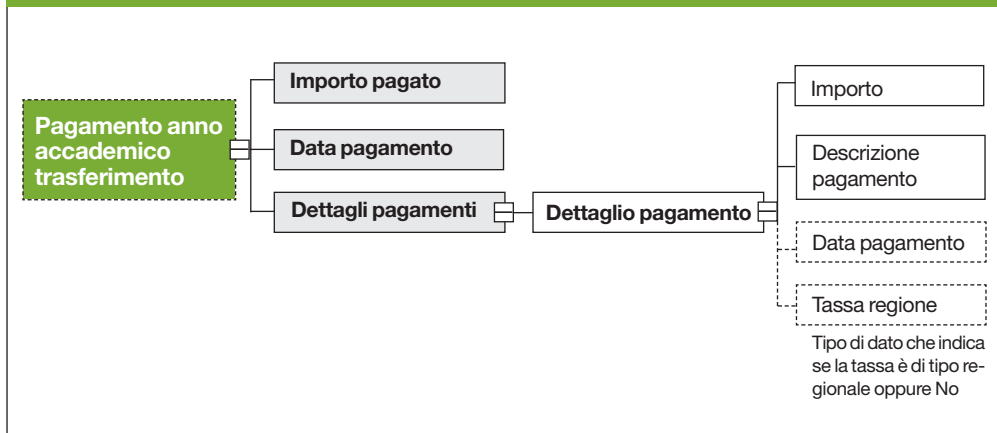 Pagamento anno
accademico
trasferimento
Importo pagato
Data pagamento
Dettagli pagamenti
Dettaglio pagamento
Importo
Descrizione
pagamento
Data pagamento
Tassa regione
Tipo di dato che indica
se la tassa è di tipo re-
gionale oppure No